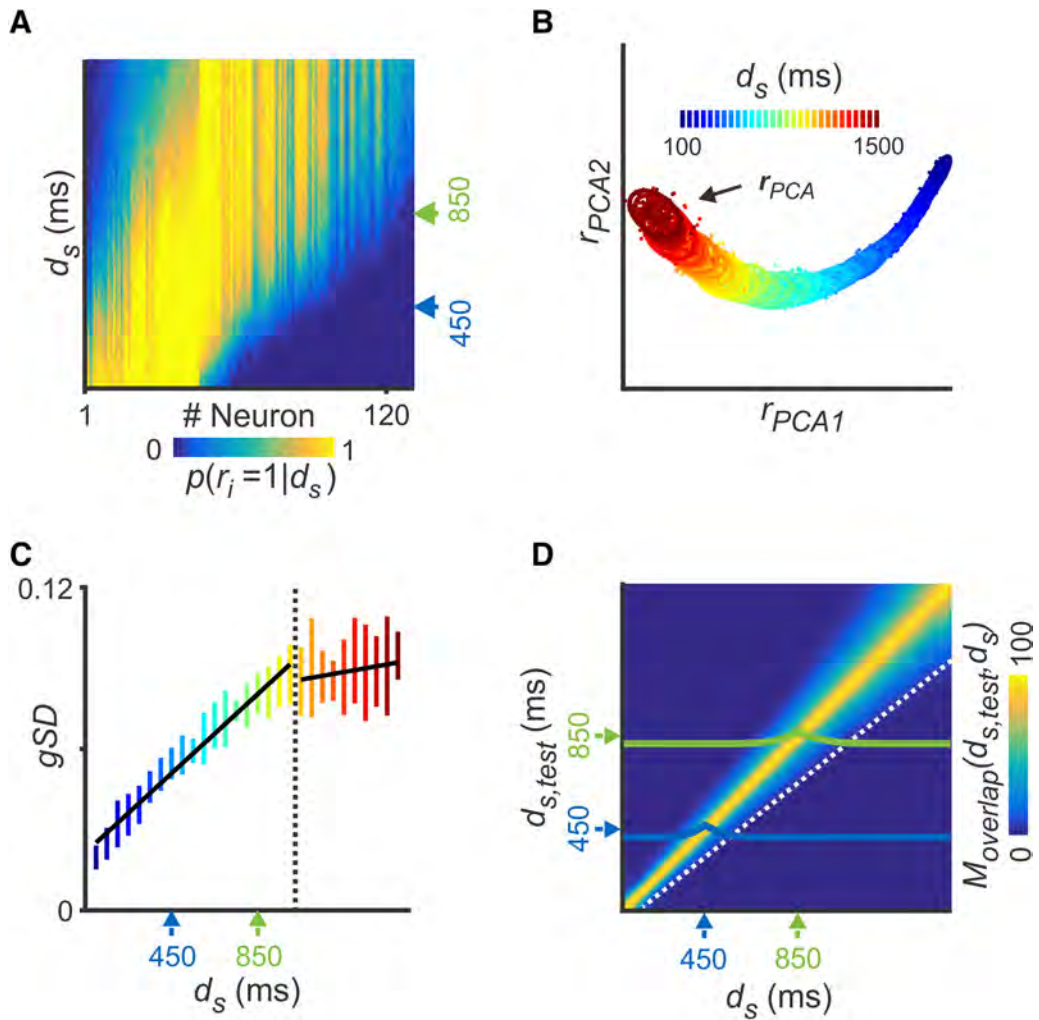 A
d_s (ms)
850
450
1
120
# Neuron
0
1
p(r_i =1|d_s)
B
d_s (ms)
100
1500
r_PCA
r_PCA2
r_PCA1
C
0.12
gSD
0
450
850
d_s (ms)
D
d_s,test (ms)
850
450
450
850
d_s (ms)
M_overlap(d_s,test,d_s)
0
100